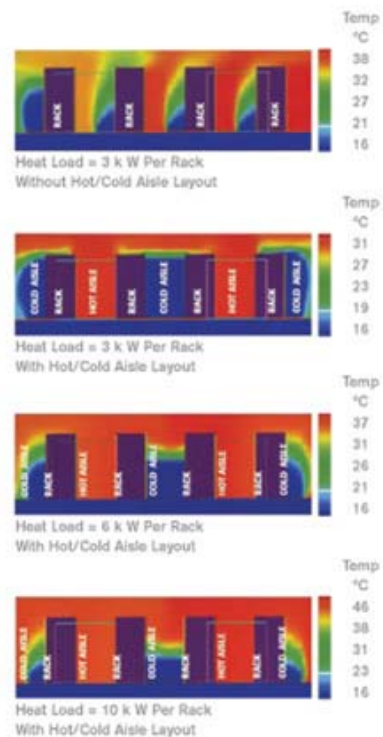 Temp
°C
38
32
27
21
16
RACK
RACK
RACK
RACK
Heat Load = 3 k W Per Rack
Without Hot/Cold Aisle Layout
Temp
°C
31
27
23
19
16
COLD AISLE
RACK
HOT AISLE
RACK
COLD AISLE
RACK
HOT AISLE
RACK
COLD AISLE
Heat Load = 3 k W Per Rack
With Hot/Cold Aisle Layout
Temp
°C
37
31
26
21
16
COLD AISLE
RACK
HOT AISLE
RACK
COLD AISLE
RACK
HOT AISLE
RACK
COLD AISLE
Heat Load = 6 k W Per Rack
With Hot/Cold Aisle Layout
Temp
°C
46
38
31
23
16
COLD AISLE
RACK
HOT AISLE
RACK
COLD AISLE
RACK
HOT AISLE
RACK
COLD AISLE
Heat Load = 10 k W Per Rack
With Hot/Cold Aisle Layout